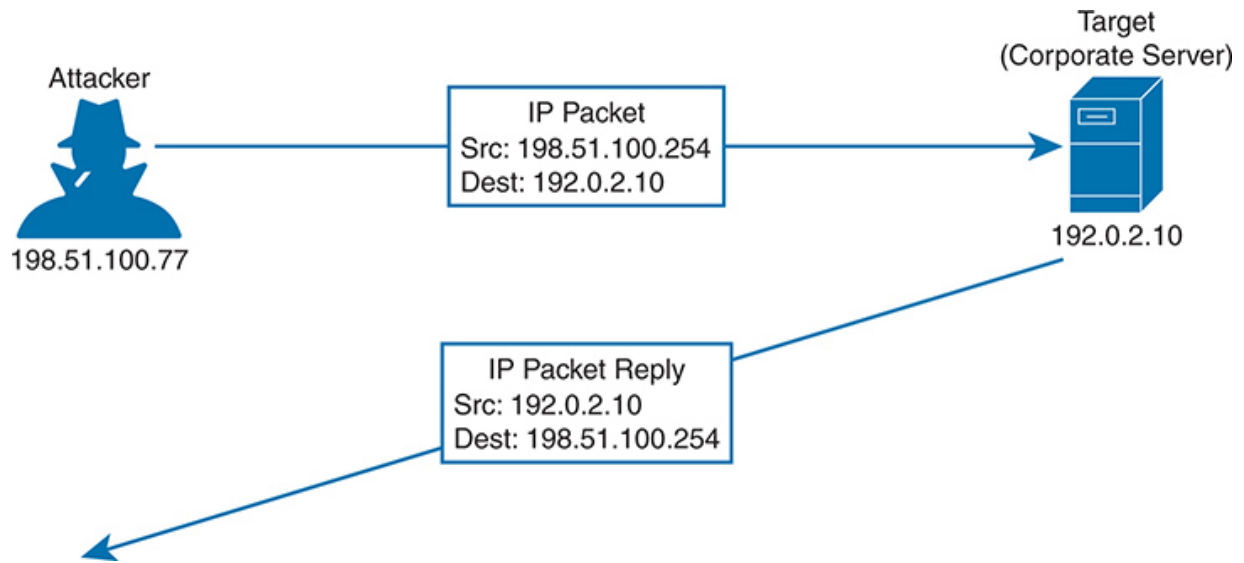 Attacker
198.51.100.77
IP Packet
Src: 198.51.100.254
Dest: 192.0.2.10
Target
(Corporate Server)
192.0.2.10
IP Packet Reply
Src: 192.0.2.10
Dest: 198.51.100.254